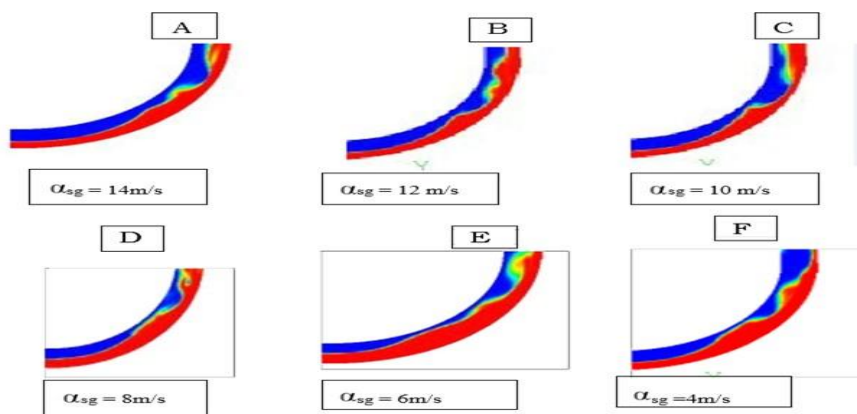 A
B
C
αsg = 14m/s
αsg = 12 m/s
αsg = 10 m/s
D
E
F
αsg = 8m/s
αsg = 6m/s
αsg =4m/s